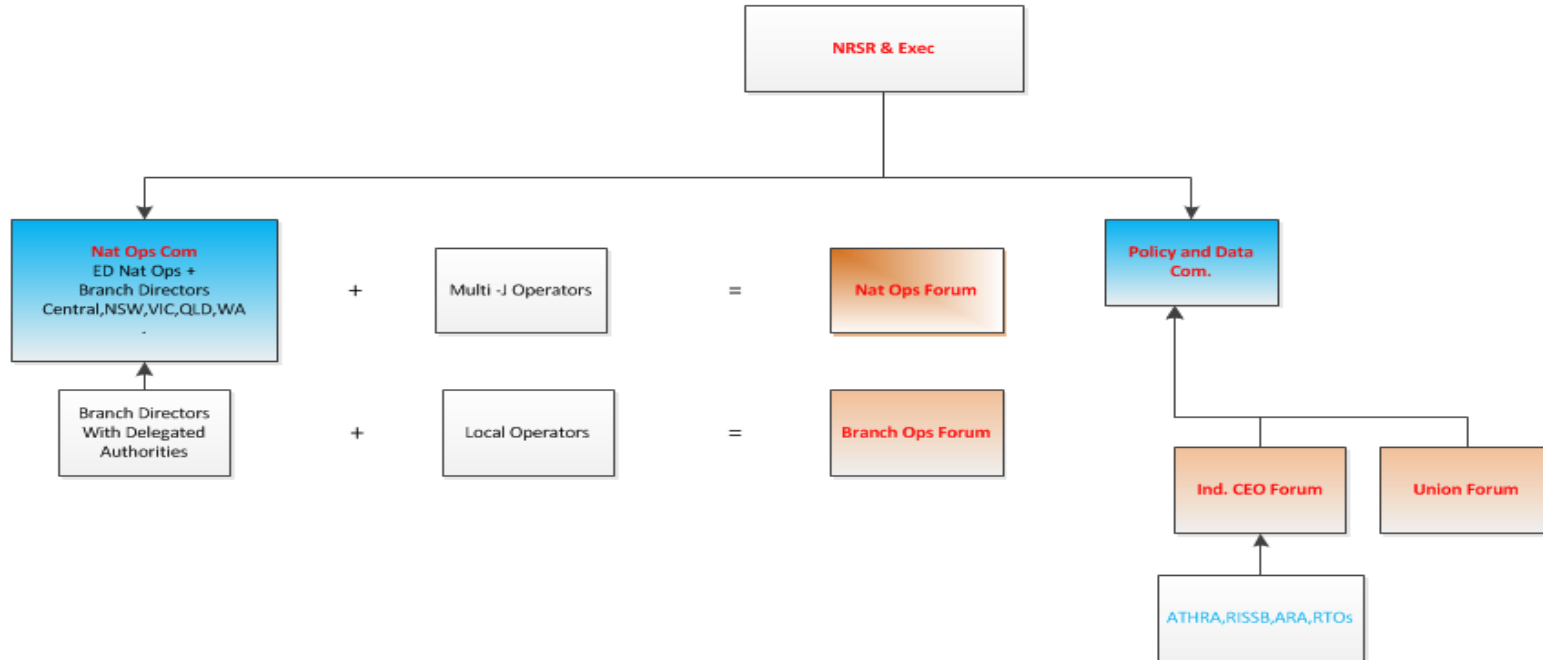 NRSR & Exec
Nat Ops Com
ED Nat Ops +
Branch Directors
Central,NSW,VIC,QLD,WA
.
+
Multi -J Operators
=
Nat Ops Forum
Policy and Data
Com.
Branch Directors
With Delegated
Authorities
+
Local Operators
=
Branch Ops Forum
Ind. CEO Forum
Union Forum
ATHRA,RISSB,ARA,RTOs